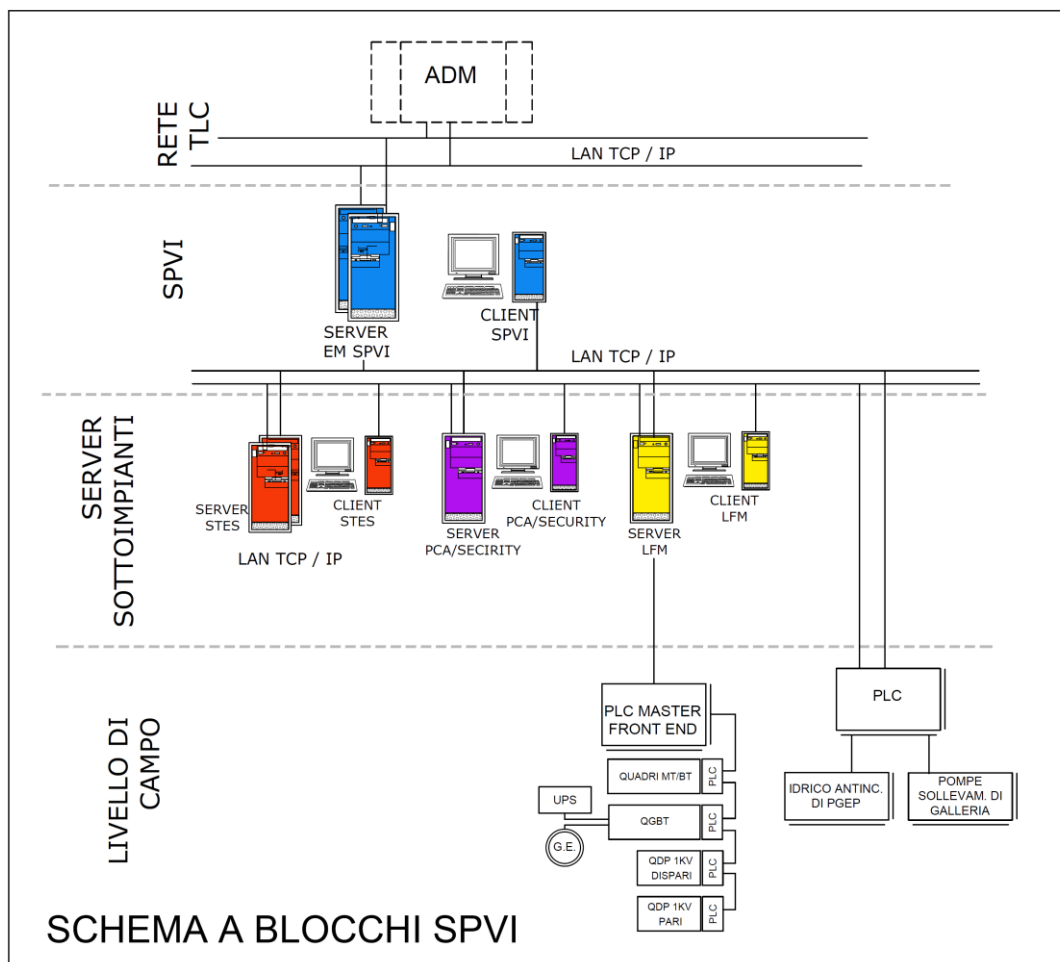 ADM
RETE
TLC
LAN TCP / IP
SPVI
SERVER
EM SPVI
CLIENT
SPVI
LAN TCP / IP
SERVER
SOTTOIMPIANTI
SERVER
STES
CLIENT
STES
SERVER
PCA/SECIRITY
CLIENT
PCA/SECURITY
SERVER
LFM
CLIENT
LFM
LAN TCP / IP
LIVELLO DI
CAMPO
PLC MASTER
FRONT END
PLC
QUADRI MT/BT
PLC
IDRICO ANTINC.
DI PGEP
POMPE
SOLLEVAM. DI
GALLERIA
UPS
QGBT
PLC
G.E.
QDP 1KV
DISPARI
PLC
QDP 1KV
PARI
PLC
SCHEMA A BLOCCHI SPVI